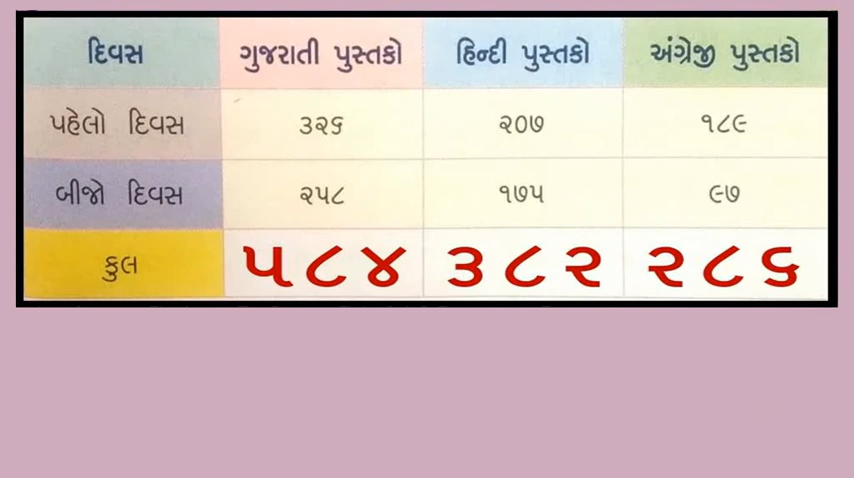 દિવસ ગુજરાતી પુસ્તકો હિન્દી પુસ્તકો અંગ્રેજી પુસ્તકો
પહેલો દિવસ ૩૨૬ ૨૦૭ ૧૮૯
બીજો દિવસ ૨૫૮ ૧૭૫ ૯૭
કુલ ૫૮૪ ૩૮૨ ૨૮૬